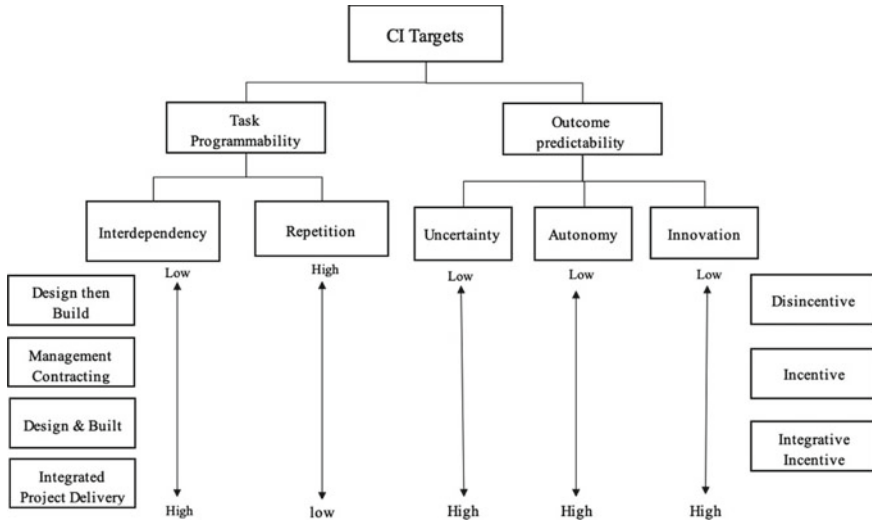 CI Targets
Task
Programmability
Outcome
predictability
Interdependency
Repetition
Uncertainty
Autonomy
Innovation
Low
High
Low
Low
Low
Design then
Build
Management
Contracting
Design & Built
Integrated
Project Delivery
Disincentive
Incentive
Integrative
Incentive
High
low
High
High
High